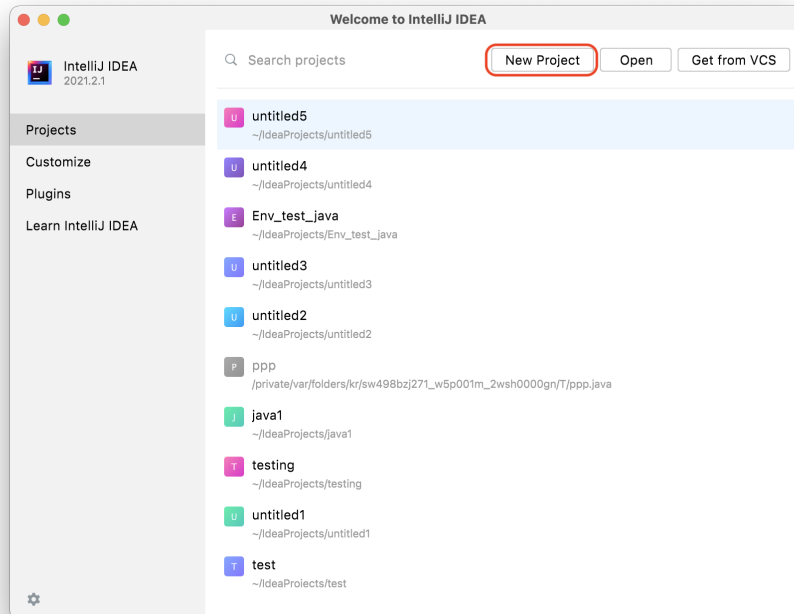 Welcome to IntelliJ IDEA
IJ
IntelliJ IDEA
2021.2.1
Search projects
New Project
Open
Get from VCS
Projects
Customize
Plugins
Learn IntelliJ IDEA
U
untitled5
~/IdeaProjects/untitled5
U
untitled4
~/IdeaProjects/untitled4
E
Env_test_java
~/IdeaProjects/Env_test_java
U
untitled3
~/IdeaProjects/untitled3
U
untitled2
~/IdeaProjects/untitled2
P
ppp
/private/var/folders/kr/sw498bzj271_w5p001m_2wsh0000gn/T/ppp.java
J
java1
~/IdeaProjects/java1
T
testing
~/IdeaProjects/testing
U
untitled1
~/IdeaProjects/untitled1
T
test
~/IdeaProjects/test